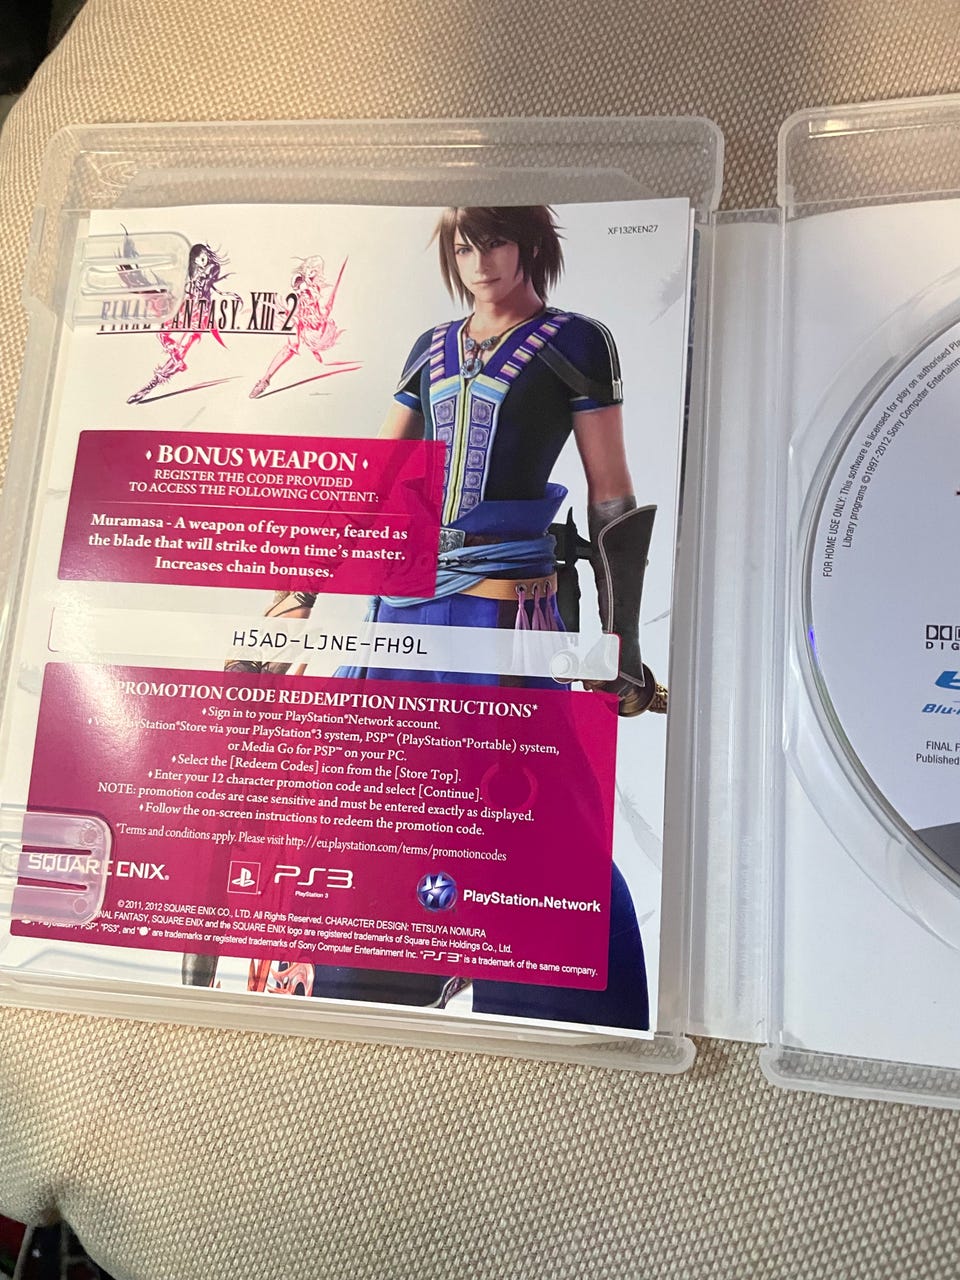 XF132KEN27
FINAL FANTASY XIII-2
♦ BONUS WEAPON ♦
REGISTER THE CODE PROVIDED
TO ACCESS THE FOLLOWING CONTENT:
Muramasa - A weapon of fey power, feared as
the blade that will strike down time's master.
Increases chain bonuses.
H5AD-LJNE-FH9L
PROMOTION CODE REDEMPTION INSTRUCTIONS*
♦Sign in to your PlayStation®Network account.
Station®Store via your PlayStation®3 system, PSP™ (PlayStation®Portable) system,
or Media Go for PSP™ on your PC.
♦Select the [Redeem Codes] icon from the [Store Top].
♦Enter your 12 character promotion code and select [Continue].
NOTE: promotion codes are case sensitive and must be entered exactly as displayed.
♦Follow the on-screen instructions to redeem the promotion code.
*Terms and conditions apply. Please visit http://eu.playstation.com/terms/promotioncodes
SQUARE ENIX®
PS3
PlayStation 3
PlayStation®Network
©2011, 2012 SQUARE ENIX CO., LTD. All Rights Reserved. CHARACTER DESIGN: TETSUYA NOMURA
FINAL FANTASY, SQUARE ENIX and the SQUARE ENIX logo are registered trademarks of Square Enix Holdings Co., Ltd.
"PlayStation", "PSP", "PS3", and " " are trademarks or registered trademarks of Sony Computer Entertainment Inc. "PS3" is a trademark of the same company.
FOR HOME USE ONLY: This software is licensed for play on authorised Pla
Library programs ©1997-2012 Sony Computer Entertainmen
DIG
Blu-
FINAL F
Published